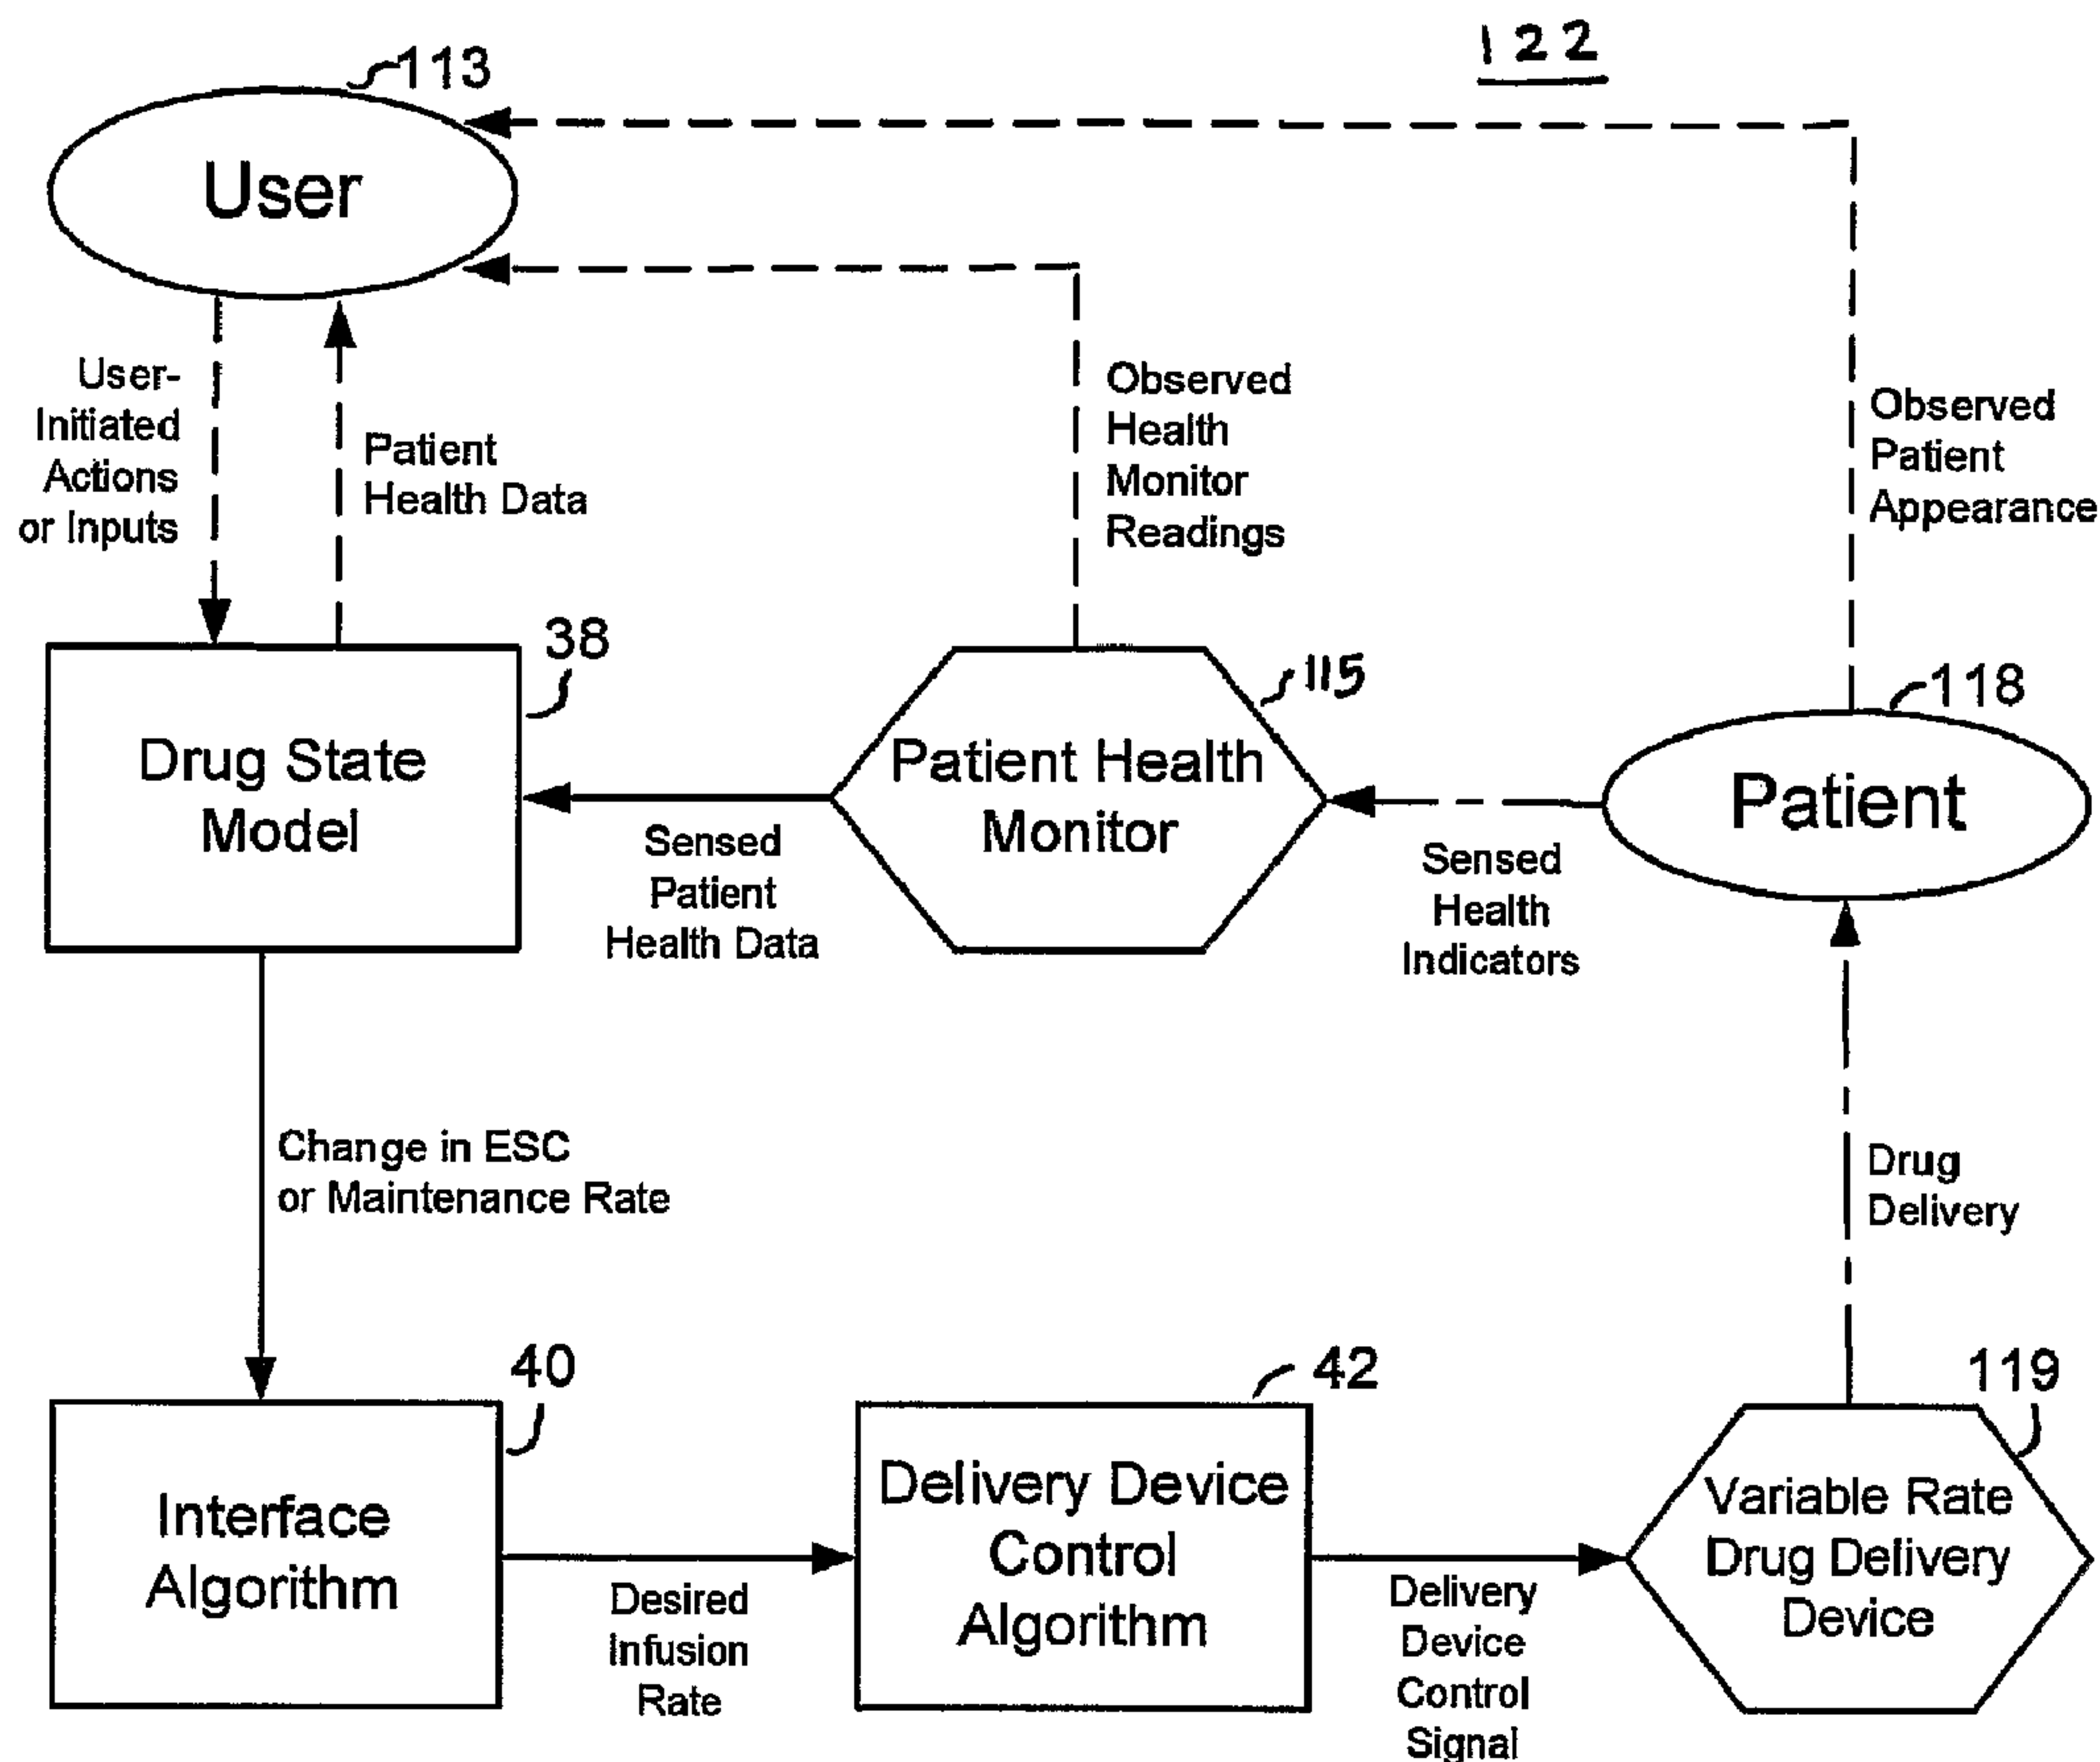 122
113
User
User-
Initiated
Actions
or Inputs
Patient
Health Data
Observed
Health
Monitor
Readings
Observed
Patient
Appearance
38
Drug State
Model
115
Patient Health
Monitor
118
Patient
Sensed
Patient
Health Data
Sensed
Health
Indicators
Change in ESC
or Maintenance Rate
Drug
Delivery
40
Interface
Algorithm
Desired
Infusion
Rate
42
Delivery Device
Control
Algorithm
Delivery
Device
Control
Signal
119
Variable Rate
Drug Delivery
Device